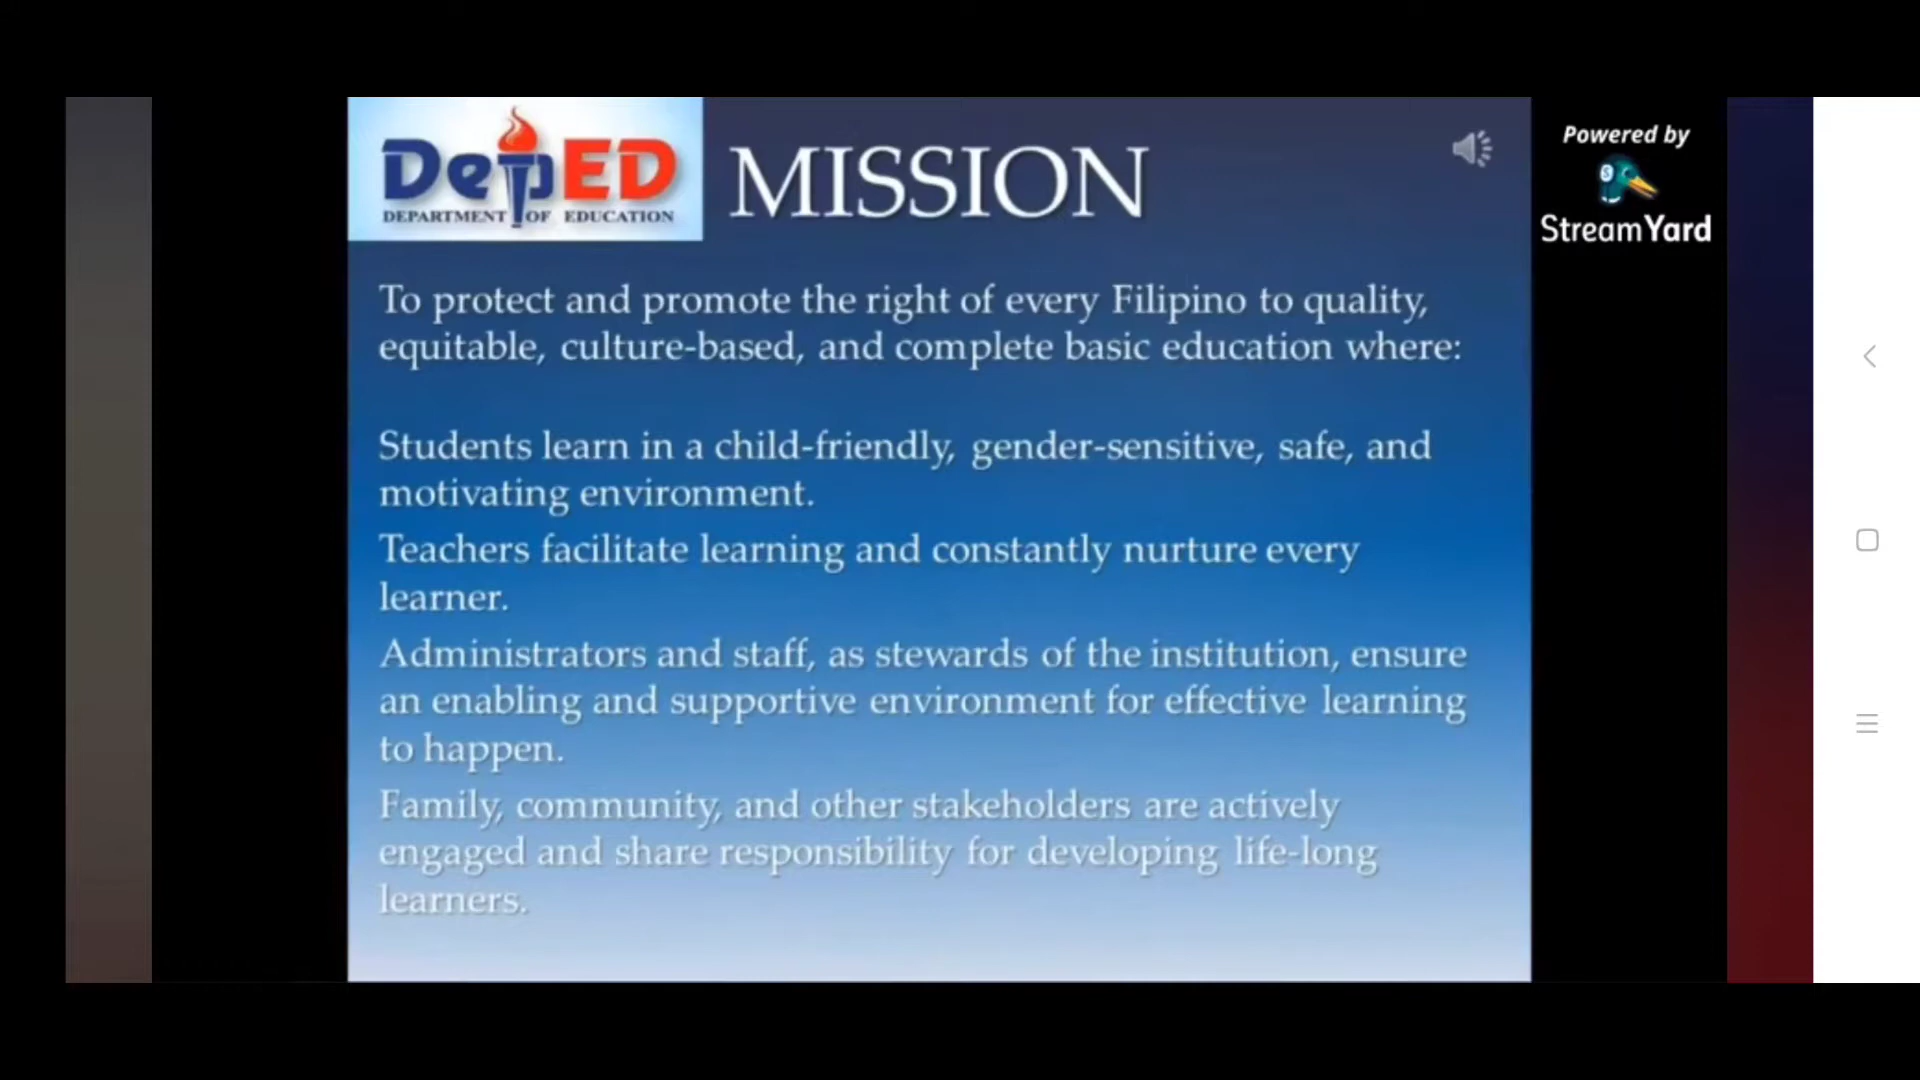 DepED
DEPARTMENT OF EDUCATION
MISSION
Powered by
StreamYard
To protect and promote the right of every Filipino to quality,
equitable, culture-based, and complete basic education where:
Students learn in a child-friendly, gender-sensitive, safe, and
motivating environment.
Teachers facilitate learning and constantly nurture every
learner.
Administrators and staff, as stewards of the institution, ensure
an enabling and supportive environment for effective learning
to happen.
Family, community, and other stakeholders are actively
engaged and share responsibility for developing life-long
learners.